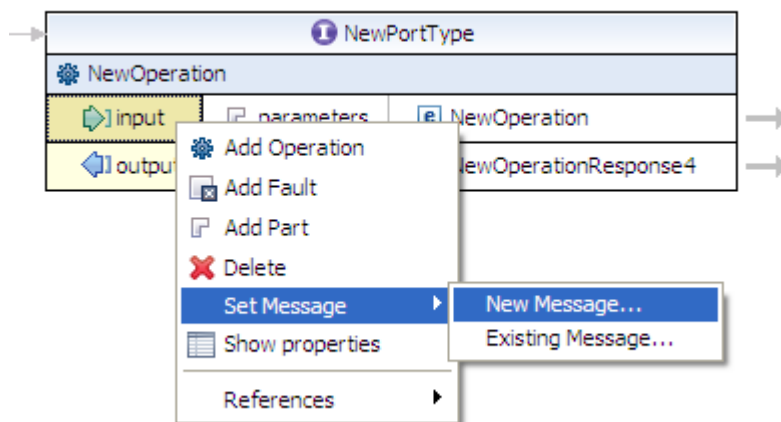 NewPortType
NewOperation
input parameters e NewOperation
output NewOperationResponse4
Add Operation
Add Fault
Add Part
Delete
Set Message
Show properties
References
New Message...
Existing Message...